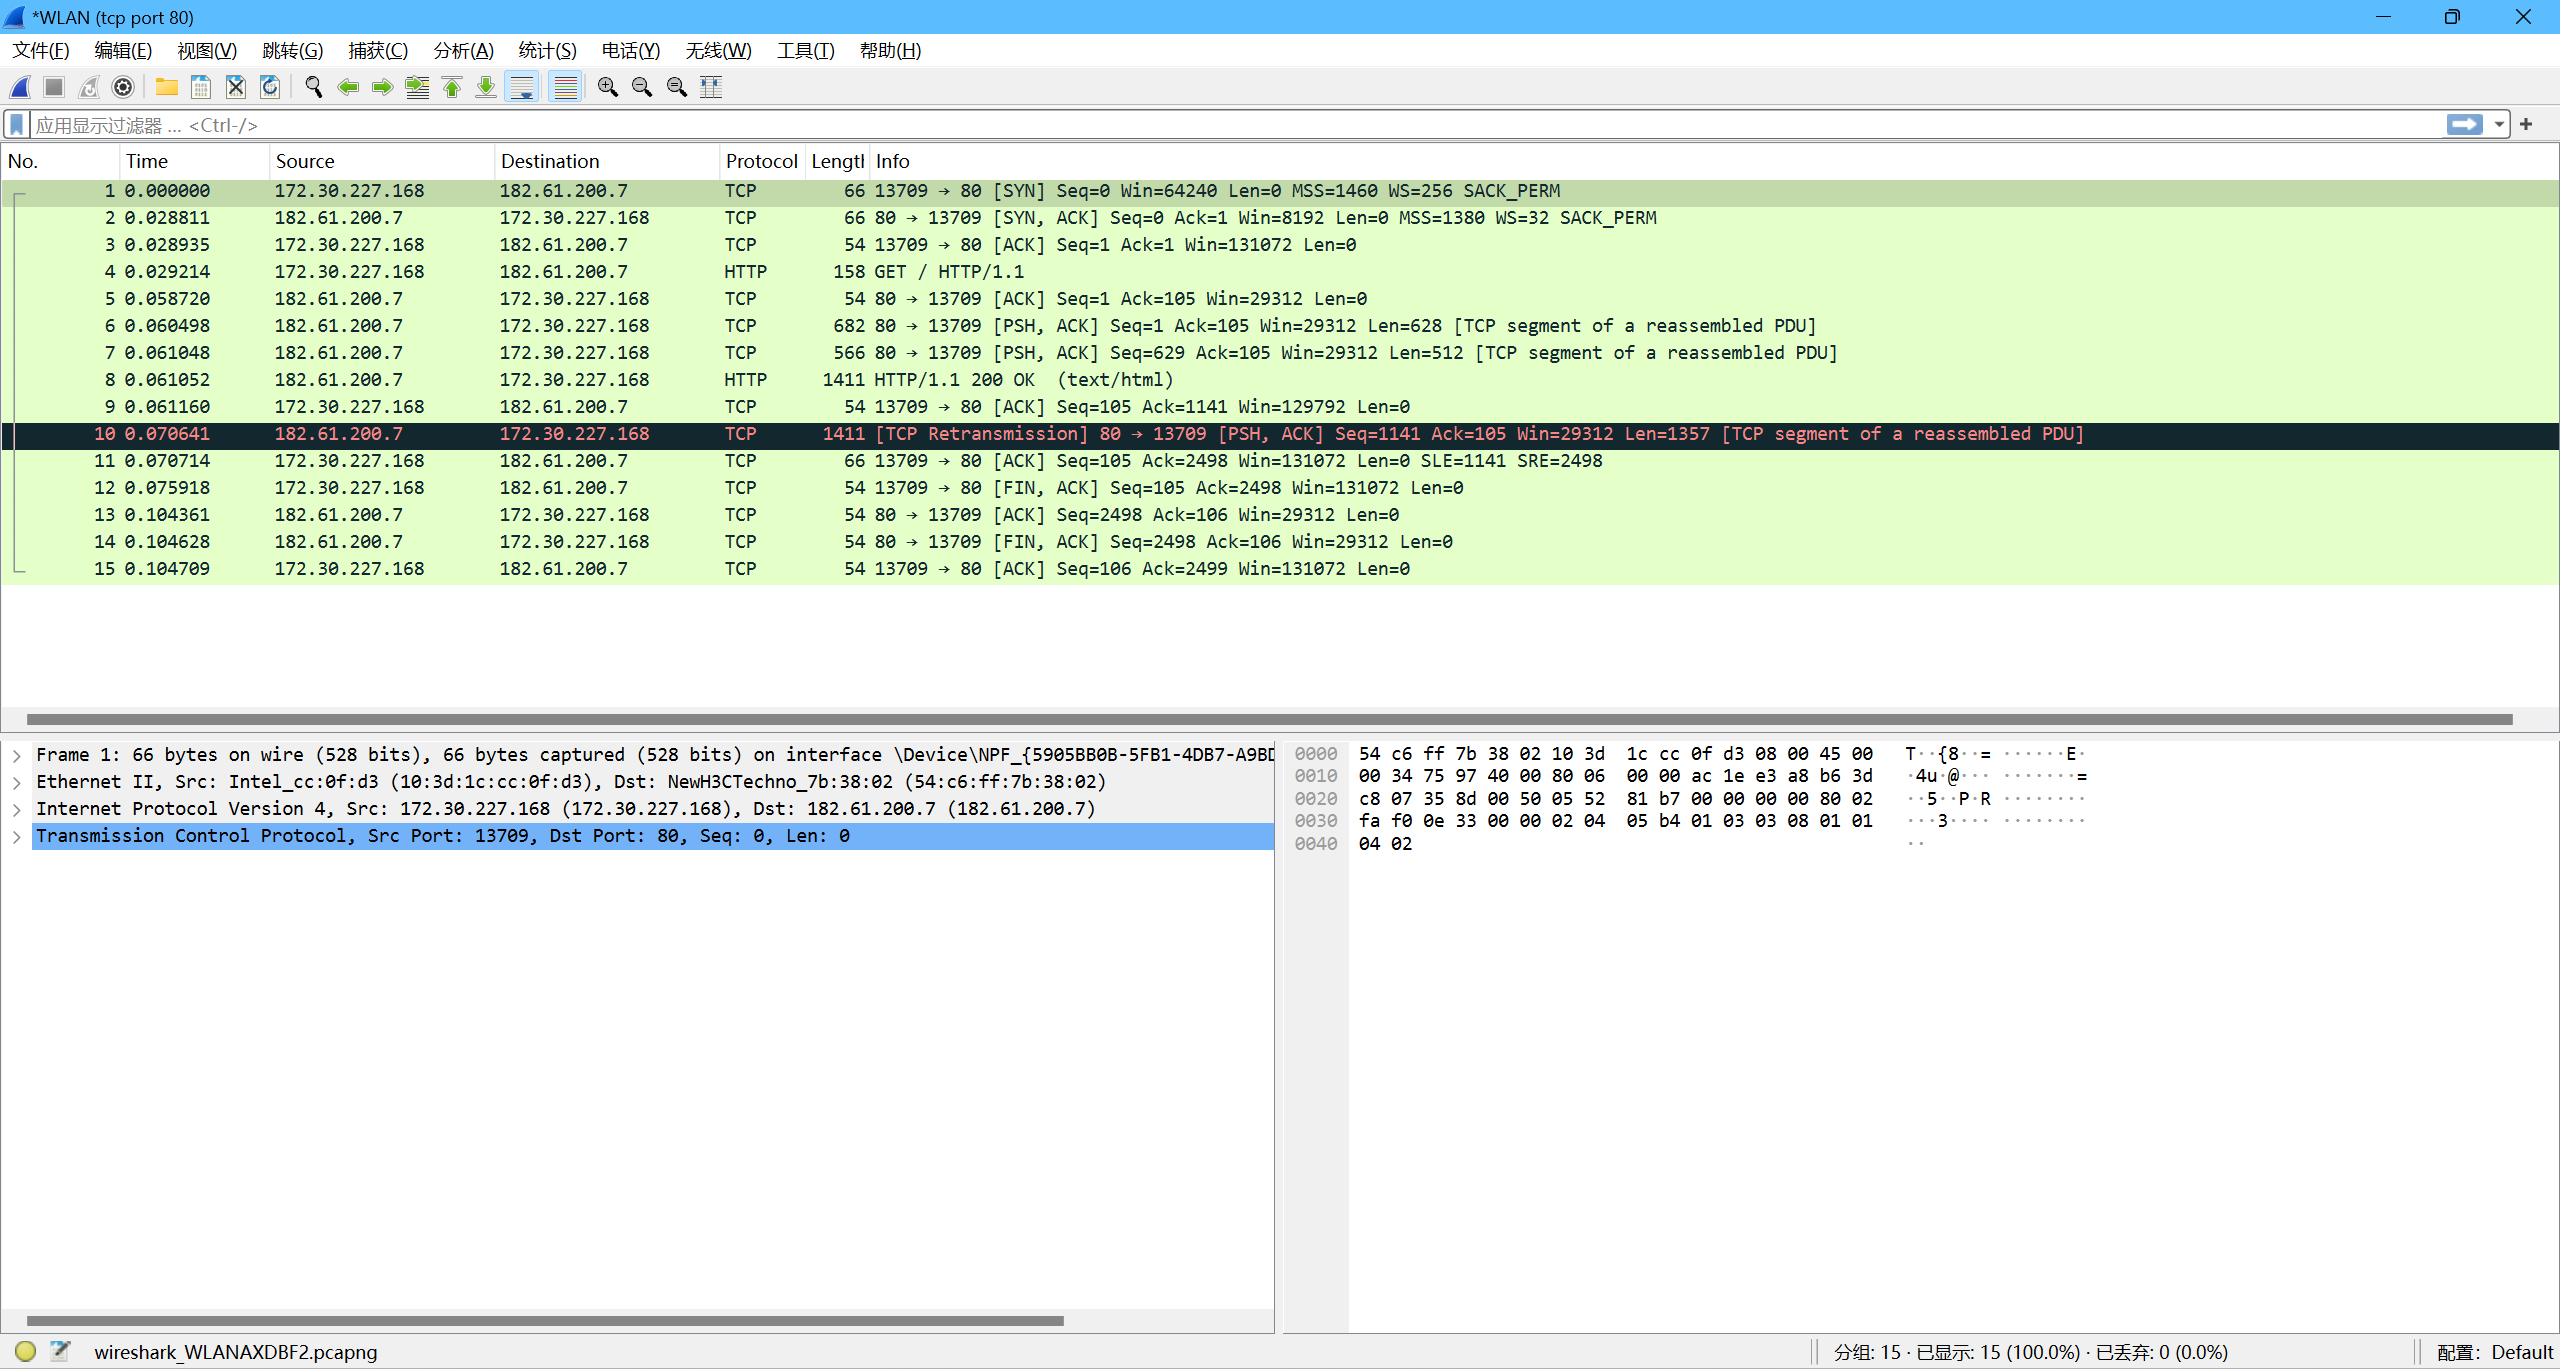 *WLAN (tcp port 80)
文件(F) 编辑(E) 视图(V) 跳转(G) 捕获(C) 分析(A) 统计(S) 电话(Y) 无线(W) 工具(T) 帮助(H)
应用显示过滤器 … <Ctrl-/>
No. Time Source Destination Protocol Length Info
1 0.000000 172.30.227.168 182.61.200.7 TCP 66 13709 → 80 [SYN] Seq=0 Win=64240 Len=0 MSS=1460 WS=256 SACK_PERM
2 0.028811 182.61.200.7 172.30.227.168 TCP 66 80 → 13709 [SYN, ACK] Seq=0 Ack=1 Win=8192 Len=0 MSS=1380 WS=32 SACK_PERM
3 0.028935 172.30.227.168 182.61.200.7 TCP 54 13709 → 80 [ACK] Seq=1 Ack=1 Win=131072 Len=0
4 0.029214 172.30.227.168 182.61.200.7 HTTP 158 GET / HTTP/1.1
5 0.058720 182.61.200.7 172.30.227.168 TCP 54 80 → 13709 [ACK] Seq=1 Ack=105 Win=29312 Len=0
6 0.060498 182.61.200.7 172.30.227.168 TCP 682 80 → 13709 [PSH, ACK] Seq=1 Ack=105 Win=29312 Len=628 [TCP segment of a reassembled PDU]
7 0.061048 182.61.200.7 172.30.227.168 TCP 566 80 → 13709 [PSH, ACK] Seq=629 Ack=105 Win=29312 Len=512 [TCP segment of a reassembled PDU]
8 0.061052 182.61.200.7 172.30.227.168 HTTP 1411 HTTP/1.1 200 OK (text/html)
9 0.061160 172.30.227.168 182.61.200.7 TCP 54 13709 → 80 [ACK] Seq=105 Ack=1141 Win=129792 Len=0
10 0.070641 182.61.200.7 172.30.227.168 TCP 1411 [TCP Retransmission] 80 → 13709 [PSH, ACK] Seq=1141 Ack=105 Win=29312 Len=1357 [TCP segment of a reassembled PDU]
11 0.070714 172.30.227.168 182.61.200.7 TCP 66 13709 → 80 [ACK] Seq=105 Ack=2498 Win=131072 Len=0 SLE=1141 SRE=2498
12 0.075918 172.30.227.168 182.61.200.7 TCP 54 13709 → 80 [FIN, ACK] Seq=105 Ack=2498 Win=131072 Len=0
13 0.104361 182.61.200.7 172.30.227.168 TCP 54 80 → 13709 [ACK] Seq=2498 Ack=106 Win=29312 Len=0
14 0.104628 182.61.200.7 172.30.227.168 TCP 54 80 → 13709 [FIN, ACK] Seq=2498 Ack=106 Win=29312 Len=0
15 0.104709 172.30.227.168 182.61.200.7 TCP 54 13709 → 80 [ACK] Seq=106 Ack=2499 Win=131072 Len=0
Frame 1: 66 bytes on wire (528 bits), 66 bytes captured (528 bits) on interface \Device\NPF_{5905BB0B-5FB1-4DB7-A9BD
Ethernet II, Src: Intel_cc:0f:d3 (10:3d:1c:cc:0f:d3), Dst: NewH3CTechno_7b:38:02 (54:c6:ff:7b:38:02)
Internet Protocol Version 4, Src: 172.30.227.168 (172.30.227.168), Dst: 182.61.200.7 (182.61.200.7)
Transmission Control Protocol, Src Port: 13709, Dst Port: 80, Seq: 0, Len: 0
0000 54 c6 ff 7b 38 02 10 3d 1c cc 0f d3 08 00 45 00 T··{8··= ······E·
0010 00 34 75 97 40 00 80 06 00 00 ac 1e e3 a8 b6 3d ·4u·@··· ·······=
0020 c8 07 35 8d 00 50 05 52 81 b7 00 00 00 00 80 02 ··5··P·R ········
0030 fa f0 0e 33 00 00 02 04 05 b4 01 03 03 08 01 01 ···3···· ········
0040 04 02 ··
wireshark_WLANAXDBF2.pcapng 分组: 15 · 已显示: 15 (100.0%) · 已丢弃: 0 (0.0%) 配置: Default